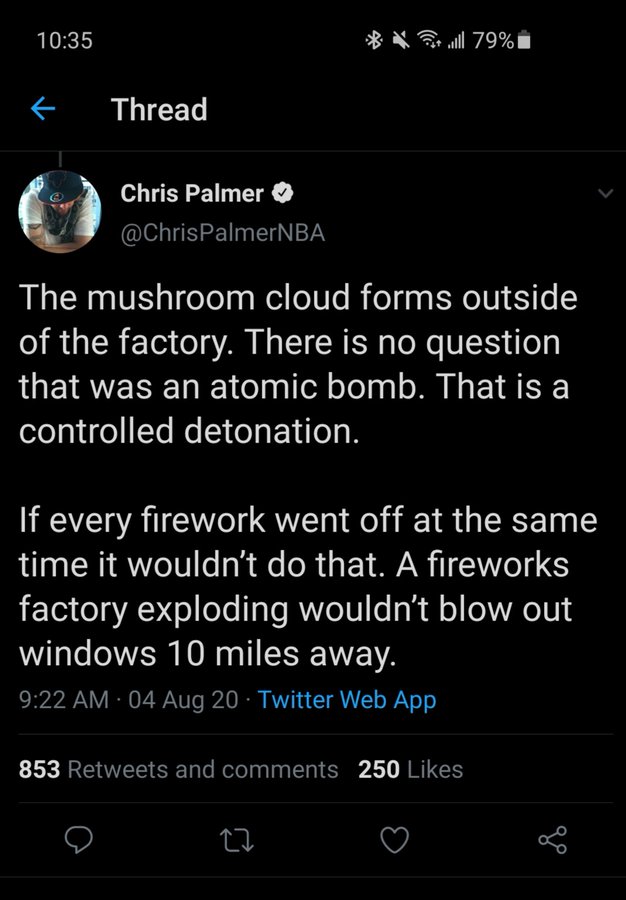 10:35 79%
Thread
Chris Palmer
@ChrisPalmerNBA
The mushroom cloud forms outside
of the factory. There is no question
that was an atomic bomb. That is a
controlled detonation.
If every firework went off at the same
time it wouldn’t do that. A fireworks
factory exploding wouldn’t blow out
windows 10 miles away.
9:22 AM · 04 Aug 20 · Twitter Web App
853 Retweets and comments 250 Likes